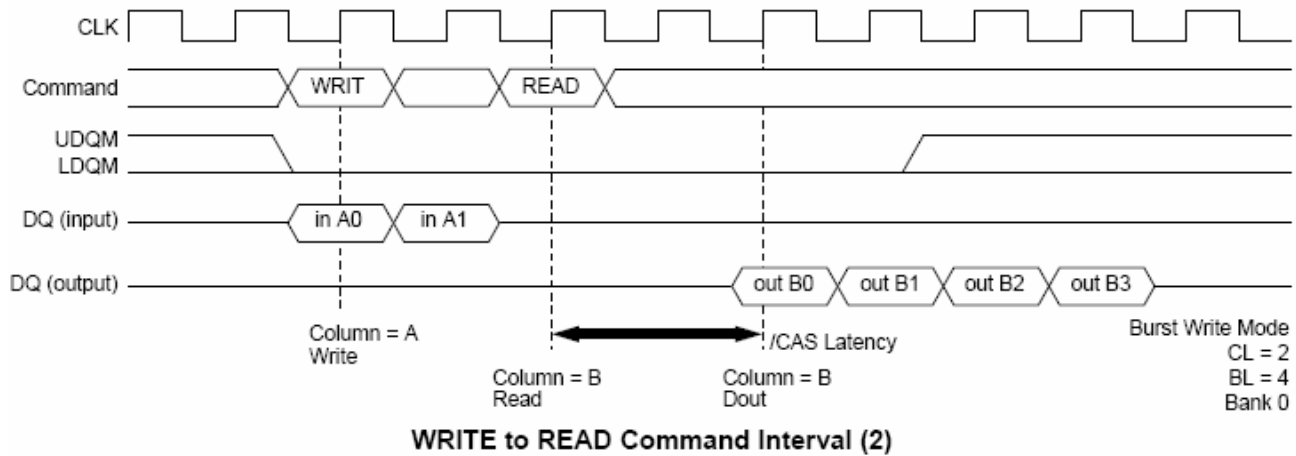 CLK
Command
WRIT
READ
UDQM
LDQM
DQ (input)
in A0
in A1
DQ (output)
out B0
out B1
out B2
out B3
Column = A
Write
/CAS Latency
Column = B
Read
Column = B
Dout
Burst Write Mode
CL = 2
BL = 4
Bank 0
WRITE to READ Command Interval (2)